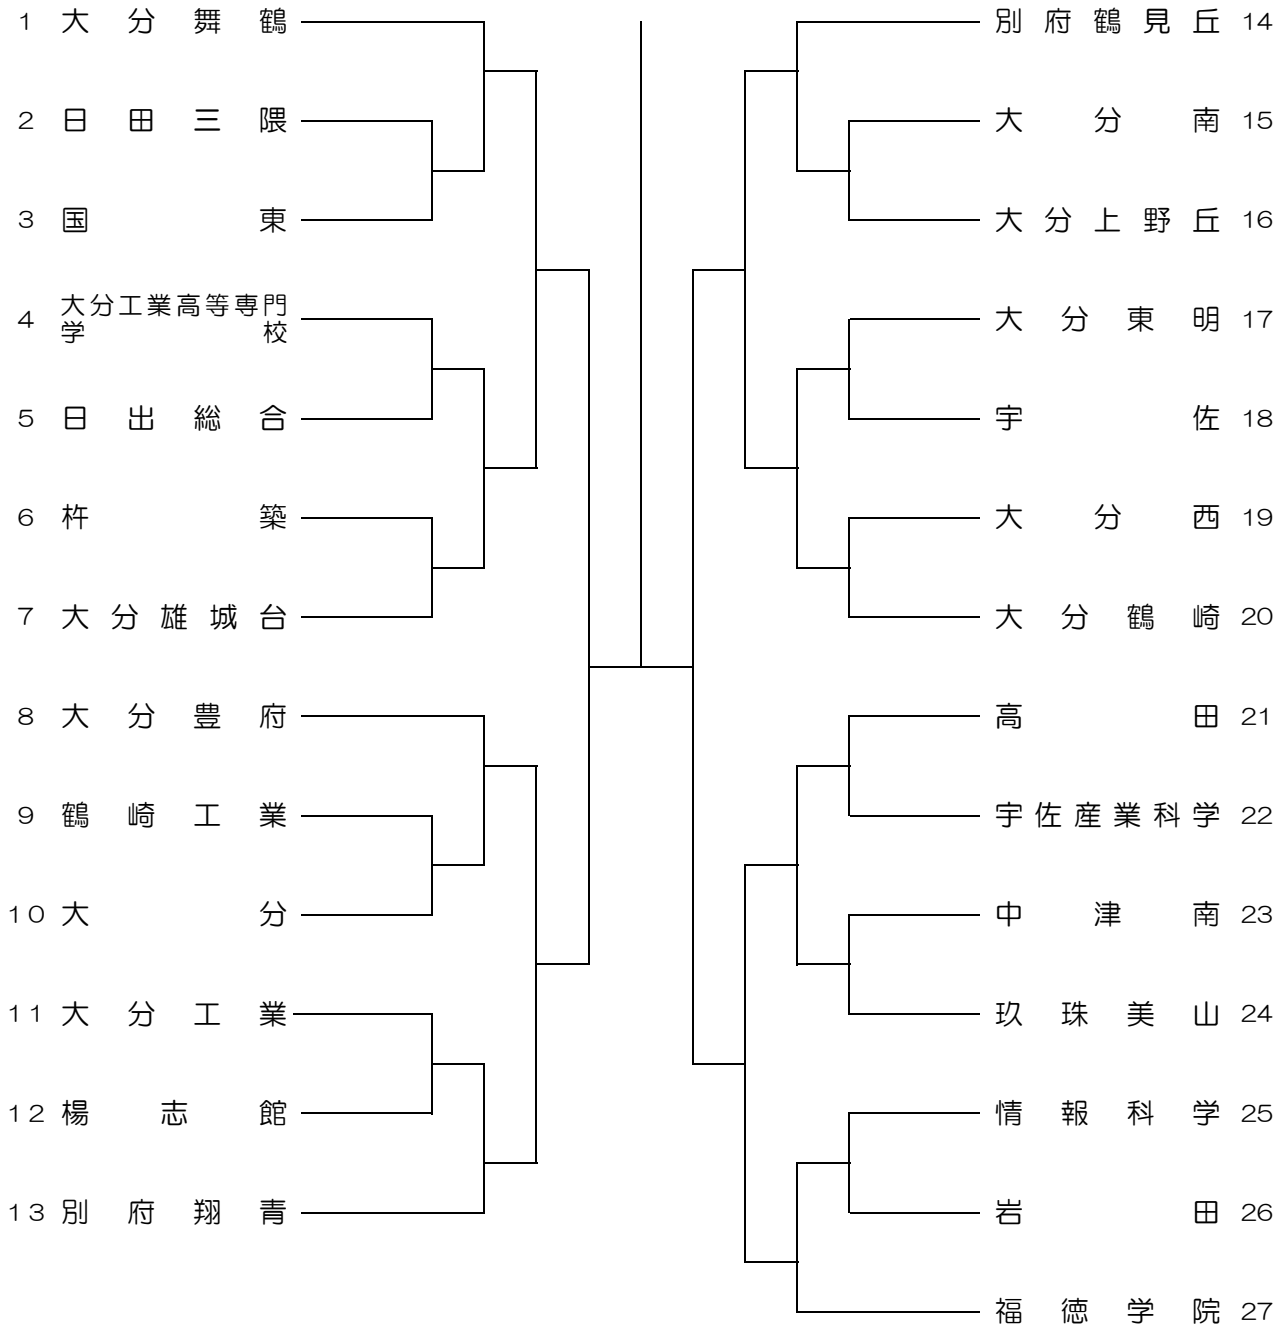 1 大分舞鶴
2 日田三隈
3 国東
4 大分工業高等専門
学校
5 日出総合
6 杵築
7 大分雄城台
8 大分豊府
9 鶴崎工業
10 大分
11 大分工業
12 楊志館
13 別府翔青
別府鶴見丘 14
大分南 15
大分上野丘 16
大分東明 17
宇佐 18
大分西 19
大分鶴崎 20
高田 21
宇佐産業科学 22
中津南 23
玖珠美山 24
情報科学 25
岩田 26
福徳学院 27